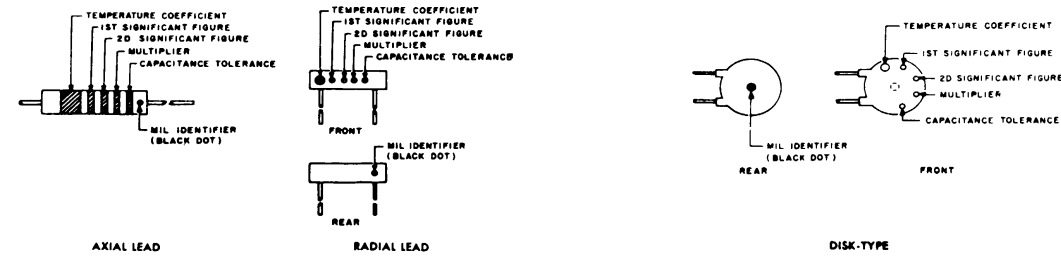 TEMPERATURE COEFFICIENT
1ST SIGNIFICANT FIGURE
2D SIGNIFICANT FIGURE
MULTIPLIER
CAPACITANCE TOLERANCE
MIL IDENTIFIER
(BLACK DOT)
AXIAL LEAD
TEMPERATURE COEFFICIENT
1ST SIGNIFICANT FIGURE
2D SIGNIFICANT FIGURE
MULTIPLIER
CAPACITANCE TOLERANCE
FRONT
MIL IDENTIFIER
(BLACK DOT)
REAR
RADIAL LEAD
MIL IDENTIFIER
(BLACK DOT)
REAR
TEMPERATURE COEFFICIENT
1ST SIGNIFICANT FIGURE
2D SIGNIFICANT FIGURE
MULTIPLIER
CAPACITANCE TOLERANCE
FRONT
DISK-TYPE